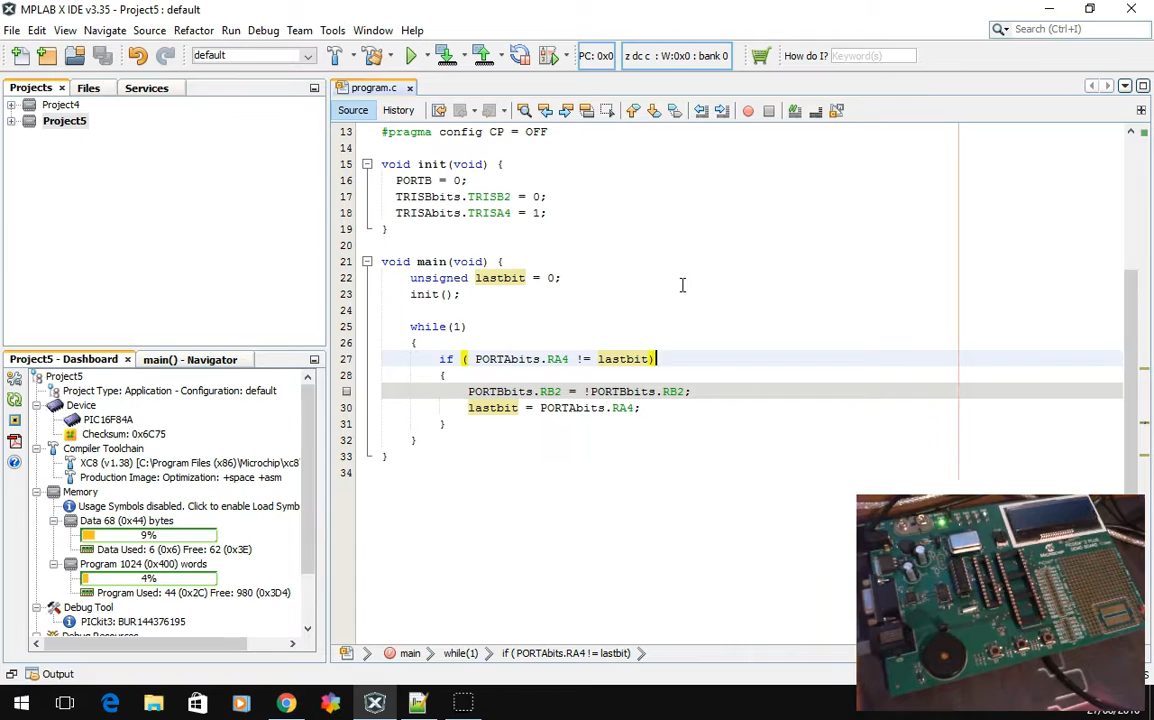 MPLAB X IDE v3.35 - Project5 : default
File Edit View Navigate Source Refactor Run Debug Team Tools Window Help
Search (Ctrl+I)
default
PC: 0x0
z dc c : W:0x0 : bank 0
How do I?
Keyword(s)
Projects
Files
Services
program.c
Project4
Project5
Source
History
13 #pragma config CP = OFF
14
15 void init(void) {
16 PORTB = 0;
17 TRISBbits.TRISB2 = 0;
18 TRISAbits.TRISA4 = 1;
19 }
20
21 void main(void) {
22 unsigned lastbit = 0;
23 init();
24
25 while(1)
26 {
27 if ( PORTAbits.RA4 != lastbit)
28 {
PORTBbits.RB2 = !PORTBbits.RB2;
30 lastbit = PORTAbits.RA4;
31 }
32 }
33 }
34
Project5 - Dashboard
main() - Navigator
Project5
Project Type: Application - Configuration: default
Device
PIC16F84A
Checksum: 0x6C75
Compiler Toolchain
XC8 (v1.38) [C:\Program Files (x86)\Microchip\xc8
Production Image: Optimization: +space +asm
Memory
Usage Symbols disabled. Click to enable Load Symb
Data 68 (0x44) bytes
9%
Data Used: 6 (0x6) Free: 62 (0x3E)
Program 1024 (0x400) words
4%
Program Used: 44 (0x2C) Free: 980 (0x3D4)
Debug Tool
PICkit3: BUR144376195
Debug Resources
main
while(1)
if ( PORTAbits.RA4 != lastbit)
Output
MICROCHIP